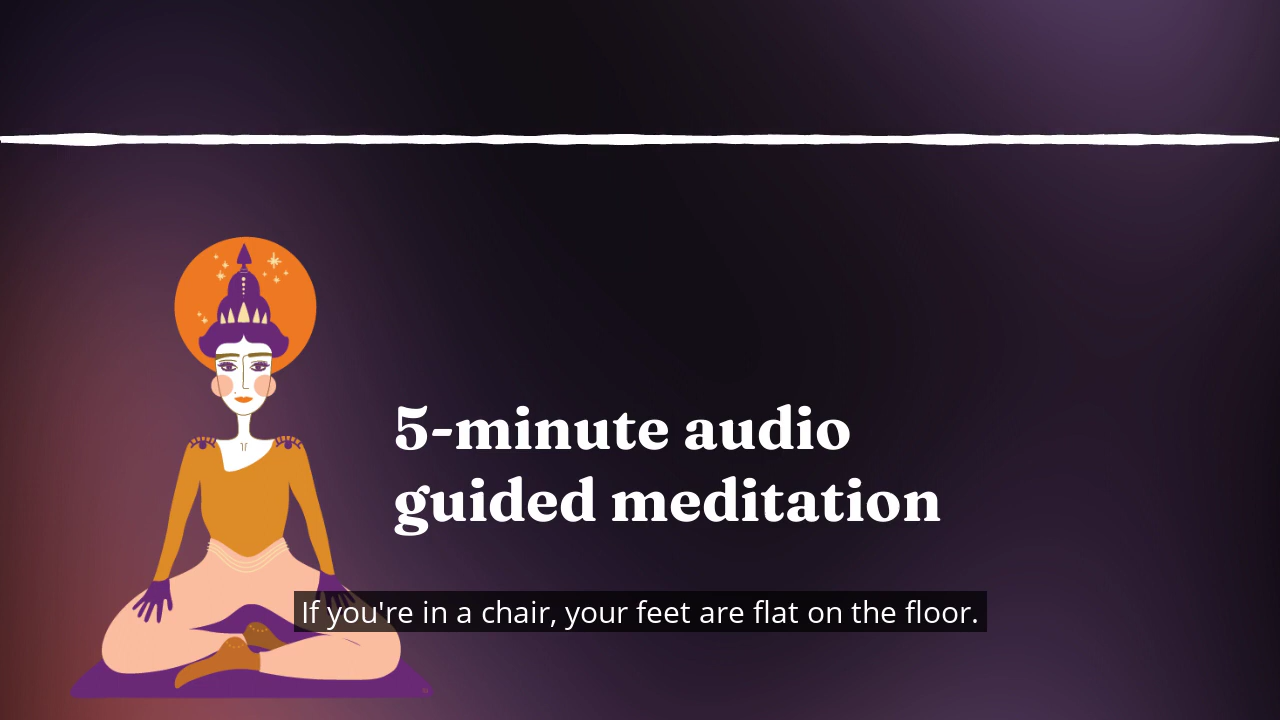 5-minute audio
guided meditation
If you're in a chair, your feet are flat on the floor.